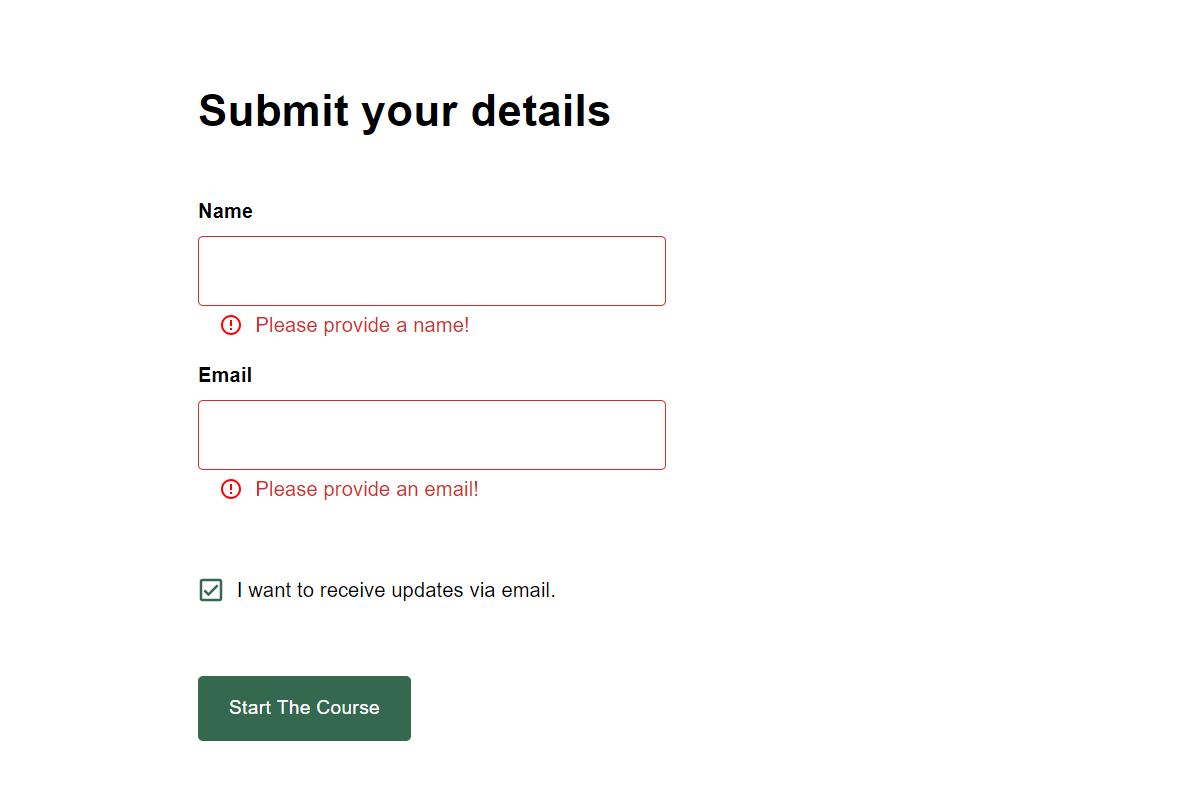 Submit your details
Name
Please provide a name!
Email
Please provide an email!
I want to receive updates via email.
Start The Course